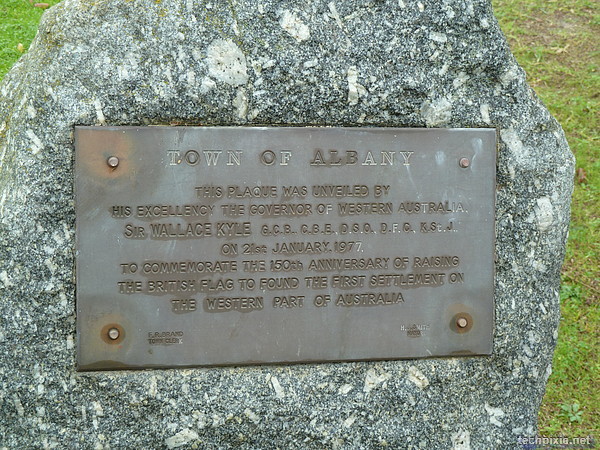 TOWN OF ALBANY
THIS PLAQUE WAS UNVEILED BY
HIS EXCELLENCY THE GOVERNOR OF WESTERN AUSTRALIA.
SIR WALLACE KYLE G.C.B., C.B.E., D.S.O., D.F.C., K.St.J.
ON 21st JANUARY. 1977.
TO COMMEMORATE THE 150th ANNIVERSARY OF RAISING
THE BRITISH FLAG TO FOUND THE FIRST SETTLEMENT ON
THE WESTERN PART OF AUSTRALIA
TOWN CLERK
techpixie.net